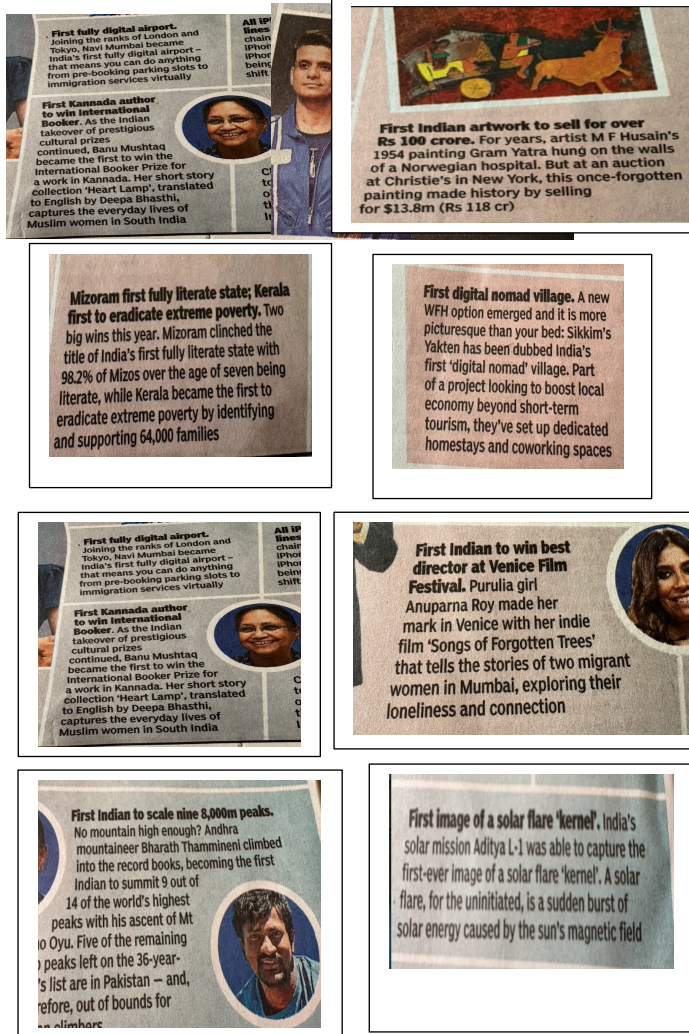 First fully digital airport.
Joining the ranks of London and
Tokyo, Navi Mumbai became
India's first fully digital airport –
that means you can do anything
from pre-booking parking slots to
immigration services virtually
First Kannada author
to win International
Booker. As the Indian
takeover of prestigious
cultural prizes
continued, Banu Mushtaq
became the first to win the
International Booker Prize for
a work in Kannada. Her short story
collection 'Heart Lamp', translated
to English by Deepa Bhasthi,
captures the everyday lives of
Muslim women in South India
All iP
lines
chain
iPhon
iPhor
being
shift
First Indian artwork to sell for over
Rs 100 crore. For years, artist M F Husain's
1954 painting Gram Yatra hung on the walls
of a Norwegian hospital. But at an auction
at Christie's in New York, this once-forgotten
painting made history by selling
for $13.8m (Rs 118 cr)
Mizoram first fully literate state; Kerala
first to eradicate extreme poverty. Two
big wins this year. Mizoram clinched the
title of India's first fully literate state with
98.2% of Mizos over the age of seven being
literate, while Kerala became the first to
eradicate extreme poverty by identifying
and supporting 64,000 families
First digital nomad village. A new
WFH option emerged and it is more
picturesque than your bed: Sikkim's
Yakten has been dubbed India's
first 'digital nomad' village. Part
of a project looking to boost local
economy beyond short-term
tourism, they've set up dedicated
homestays and coworking spaces
First fully digital airport.
Joining the ranks of London and
Tokyo, Navi Mumbai became
India's first fully digital airport –
that means you can do anything
from pre-booking parking slots to
immigration services virtually
First Kannada author
to win International
Booker. As the Indian
takeover of prestigious
cultural prizes
continued, Banu Mushtaq
became the first to win the
International Booker Prize for
a work in Kannada. Her short story
collection 'Heart Lamp', translated
to English by Deepa Bhasthi,
captures the everyday lives of
Muslim women in South India
All iP
lines
chain
iPhon
iPhor
being
shift
First Indian to win best
director at Venice Film
Festival. Purulia girl
Anuparna Roy made her
mark in Venice with her indie
film 'Songs of Forgotten Trees'
that tells the stories of two migrant
women in Mumbai, exploring their
loneliness and connection
First Indian to scale nine 8,000m peaks.
No mountain high enough? Andhra
mountaineer Bharath Thammineni climbed
into the record books, becoming the first
Indian to summit 9 out of
14 of the world's highest
peaks with his ascent of Mt
o Oyu. Five of the remaining
peaks left on the 36-year-
's list are in Pakistan – and,
refore, out of bounds for
n climbers
First image of a solar flare 'kernel'. India's
solar mission Aditya L-1 was able to capture the
first-ever image of a solar flare 'kernel'. A solar
flare, for the uninitiated, is a sudden burst of
solar energy caused by the sun's magnetic field